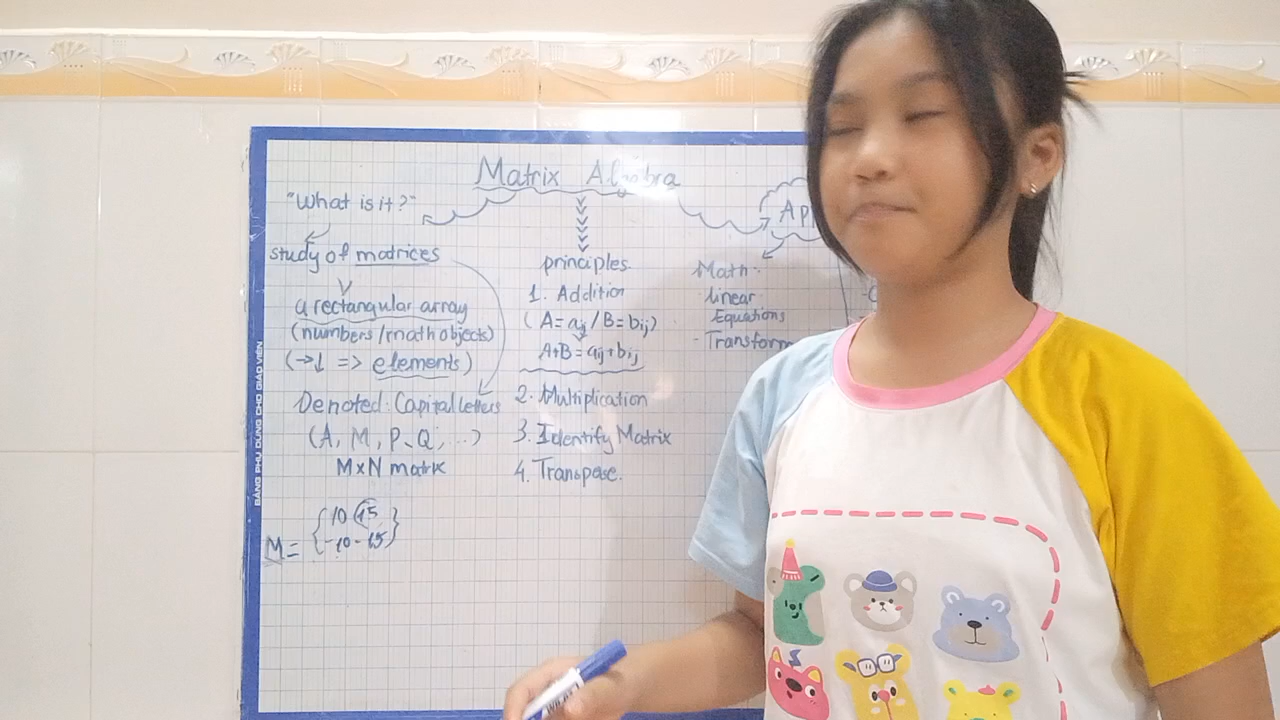 Matrix Algebra
"What is it?"
study of matrices
a rectangular array
(numbers/math objects)
(→↓ => elements)
Denoted: Capital letters
(A, M, P, Q, ...)
M×N matrix
M = { 10 15
-10 -15 }
principles
1. Addition
(A = aij / B = bij)
A+B = aij + bij
2. Multiplication
3. Identify Matrix
4. Transpose.
App
Math:
- linear
Equations
- Transform
BẢNG PHỤ DÙNG CHO GIÁO VIÊN